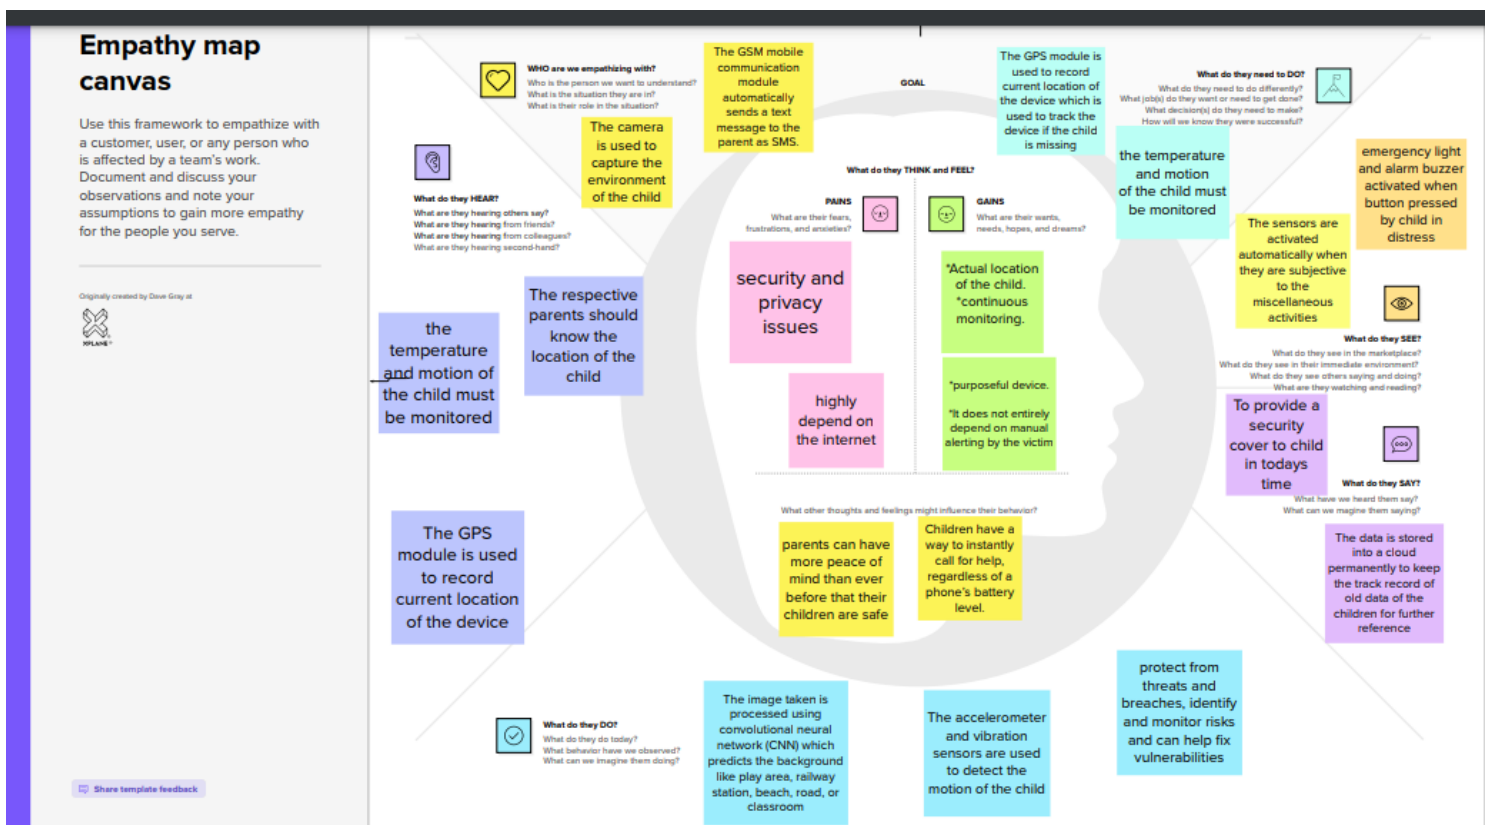 Empathy map
canvas
Use this framework to empathize with
a customer, user, or any person who
is affected by a team's work.
Document and discuss your
observations and note your
assumptions to gain more empathy
for the people you serve.
Originally created by Dave Gray at
XPLANE
Share template feedback
WHO are we empathizing with?
Who is the person we want to understand?
What is the situation they are in?
What is their role in the situation?
The camera
is used to
capture the
environment
of the child
The GSM mobile
communication
module
automatically
sends a text
message to the
parent as SMS.
GOAL
The GPS module is
used to record
current location of
the device which is
used to track the
device if the child
is missing
What do they need to DO?
What do they need to do differently?
What job(s) do they want or need to get done?
What decision(s) do they need to make?
How will we know they were successful?
the temperature
and motion
of the child must
be monitored
emergency light
and alarm buzzer
activated when
button pressed
by child in
distress
The sensors are
activated
automatically when
they are subjective
to the
miscellaneous
activities
What do they SEE?
What do they see in the marketplace?
What do they see in their immediate environment?
What do they see others saying and doing?
What are they watching and reading?
What do they HEAR?
What are they hearing others say?
What are they hearing from friends?
What are they hearing from colleagues?
What are they hearing second-hand?
The respective
parents should
know the
location of the
child
the
temperature
and motion of
the child must
be monitored
The GPS
module is used
to record
current location
of the device
What do they THINK and FEEL?
PAINS
What are their fears,
frustrations, and anxieties?
security and
privacy
issues
highly
depend on
the internet
GAINS
What are their wants,
needs, hopes, and dreams?
*Actual location
of the child.
*continuous
monitoring.
*purposeful device.
*It does not entirely
depend on manual
alerting by the victim
What other thoughts and feelings might influence their behavior?
parents can have
more peace of
mind than ever
before that their
children are safe
Children have a
way to instantly
call for help,
regardless of a
phone's battery
level.
To provide a
security
cover to child
in todays
time
What do they SAY?
What have we heard them say?
What can we magine them saying?
The data is stored
into a cloud
permanently to keep
the track record of
old data of the
children for further
reference
What do they DO?
What do they do today?
What behavior have we observed?
What can we imagine them doing?
The image taken is
processed using
convolutional neural
network (CNN) which
predicts the background
like play area, railway
station, beach, road, or
classroom
The accelerometer
and vibration
sensors are used
to detect the
motion of the child
protect from
threats and
breaches, identify
and monitor risks
and can help fix
vulnerabilities